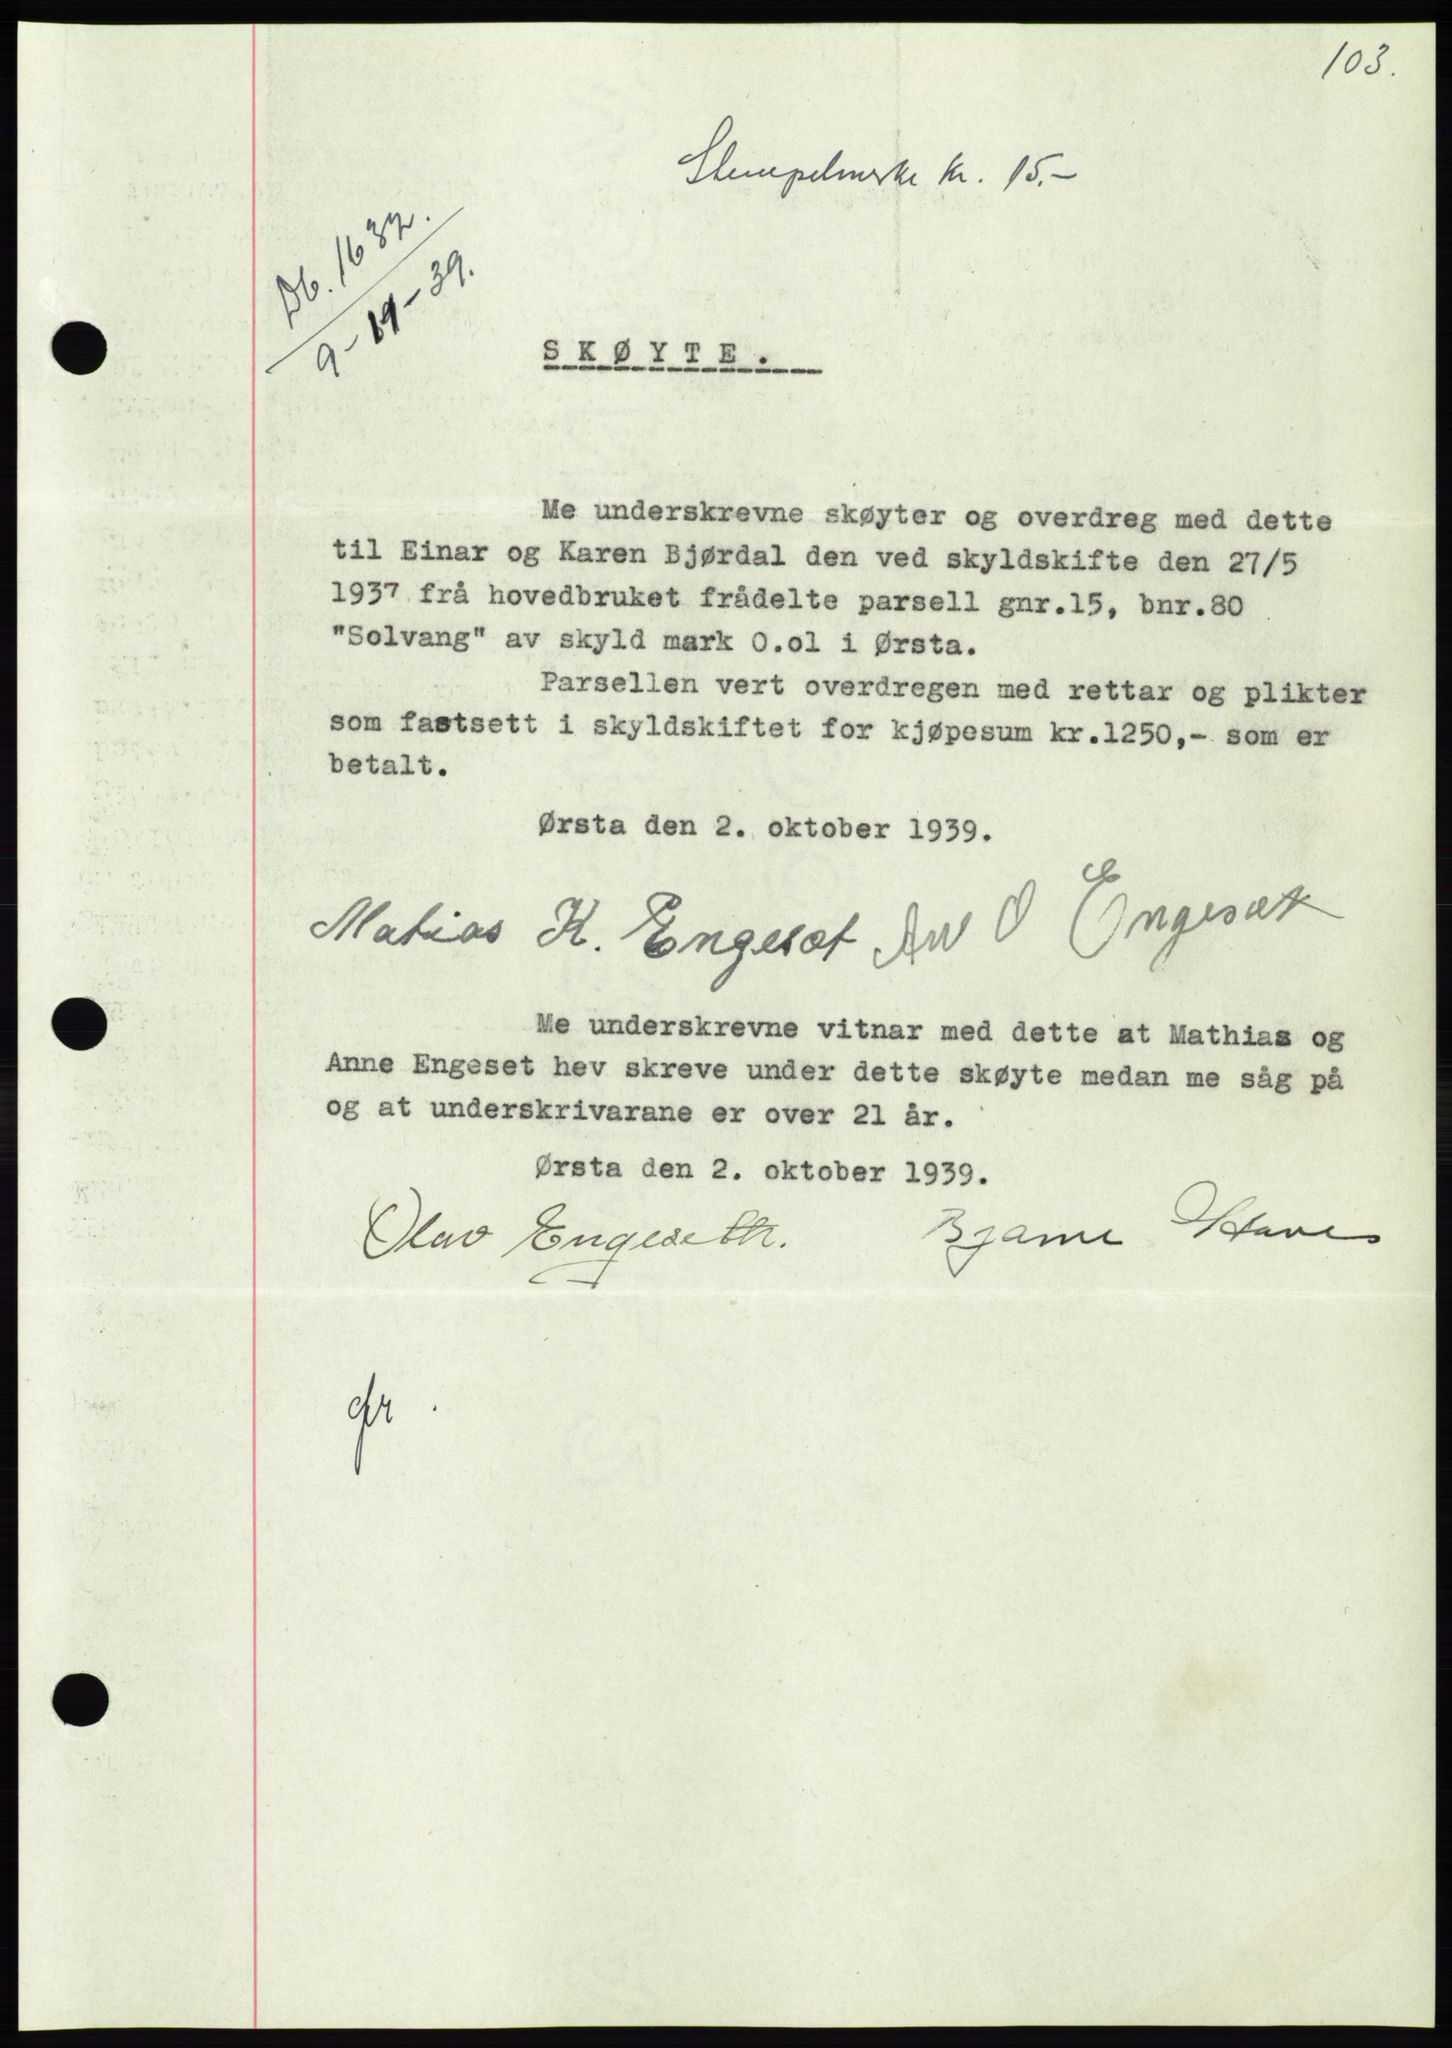 103.
Stempelmerke kr. 15.-
Db. 1632.
9-10-39.
SKØYTE.
Me underskrevne skøyter og overdreg med dette
til Einar og Karen Bjørdal den ved skyldskifte den 27/5
1937 frå hovedbruket frådelte parsell gnr.15, bnr.80
"Solvang" av skyld mark 0.o1 i Ørsta.
Parsellen vert overdregen med rettar og plikter
som fastsett i skyldskiftet for kjøpesum kr.1250,- som er
betalt.
Ørsta den 2. oktober 1939.
Matias K. Engeset An O Engeset
Me underskrevne vitnar med dette at Mathias og
Anne Engeset hev skreve under dette skøyte medan me såg på
og at underskrivarane er over 21 år.
Ørsta den 2. oktober 1939.
Olav Engeseth. Bjarne